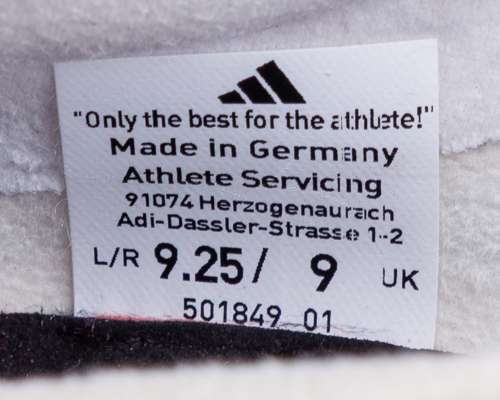 "Only the best for the athlete!"
Made in Germany
Athlete Servicing
91074 Herzogenaurach
Adi-Dassler-Strasse 1-2
L/R 9.25/ 9 UK
501849 01